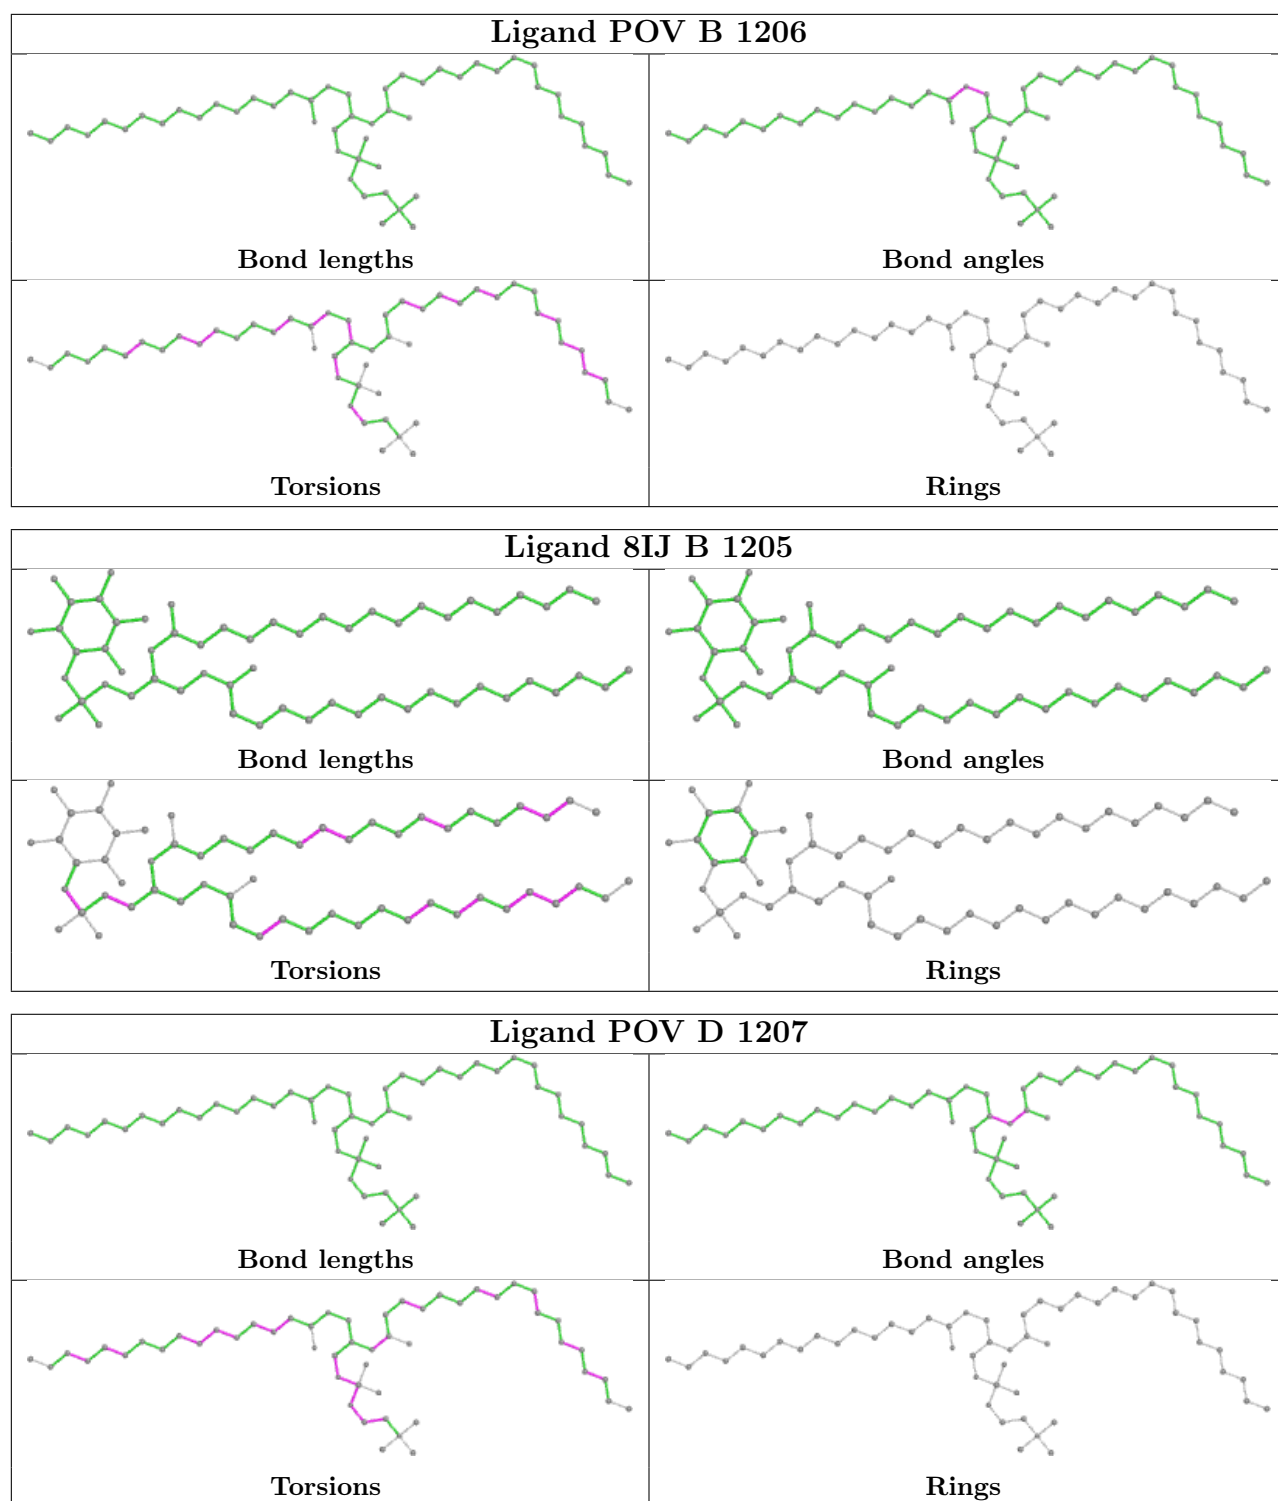 Ligand POV B 1206
Bond lengths
Bond angles
Torsions
Rings
Ligand 8IJ B 1205
Bond lengths
Bond angles
Torsions
Rings
Ligand POV D 1207
Bond lengths
Bond angles
Torsions
Rings